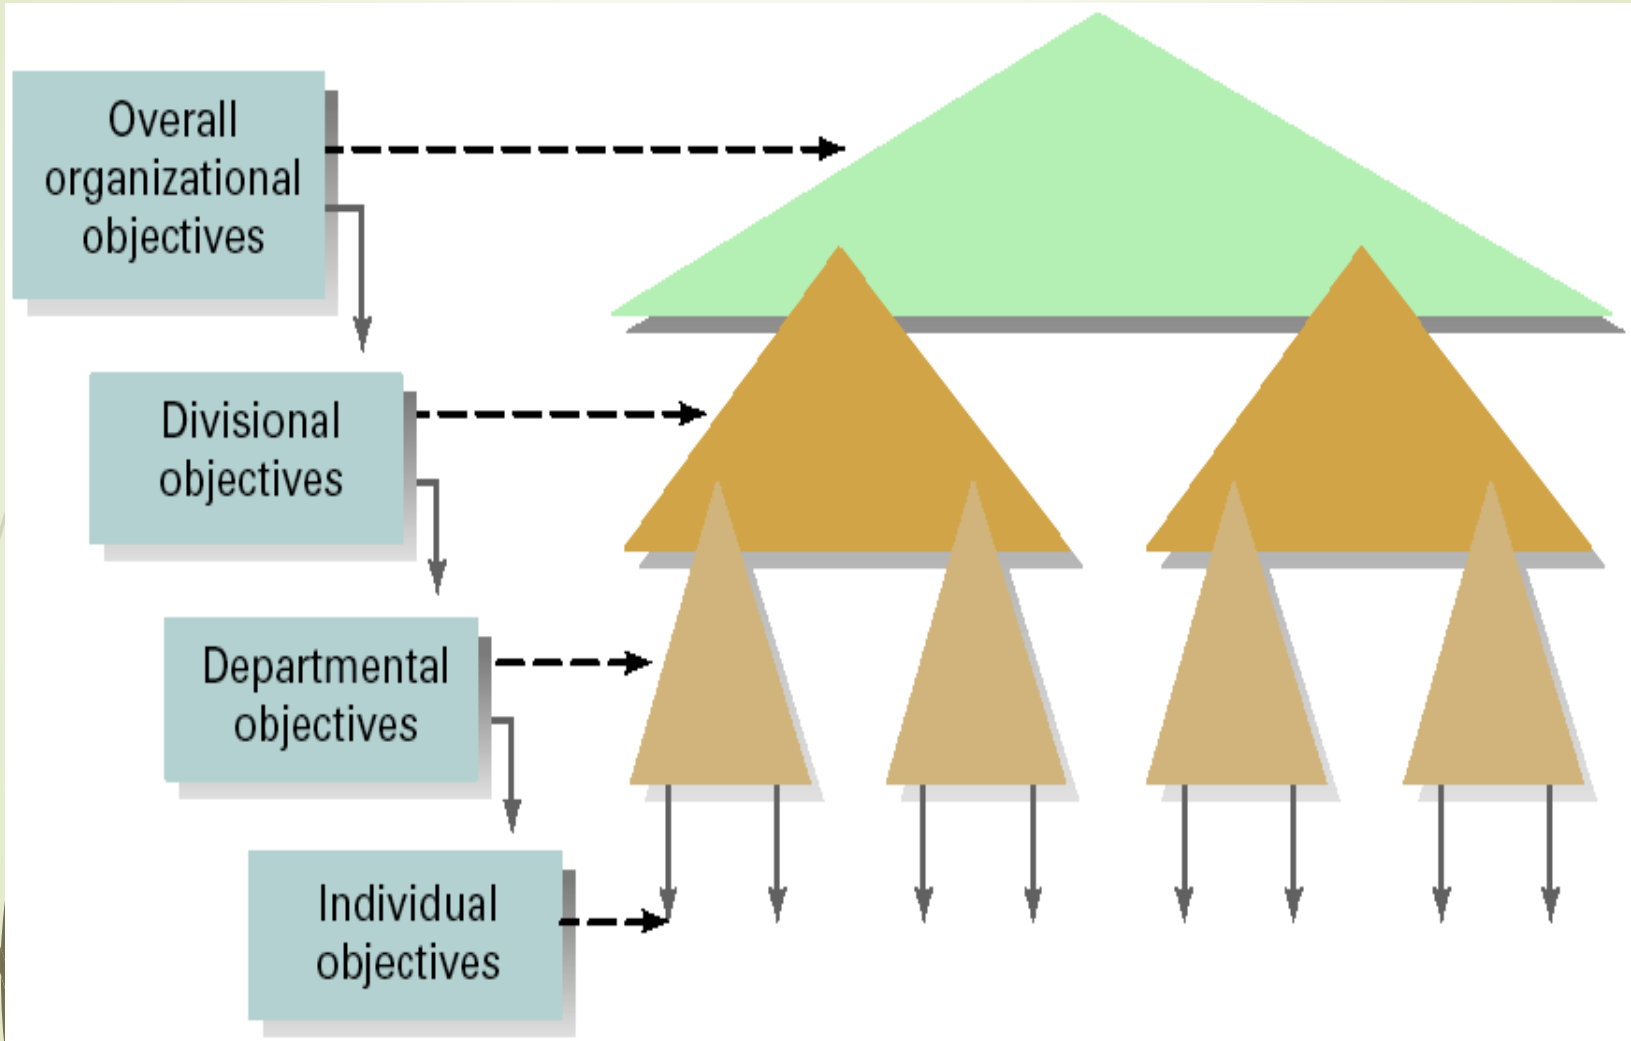 Overall
organizational
objectives
Divisional
objectives
Departmental
objectives
Individual
objectives